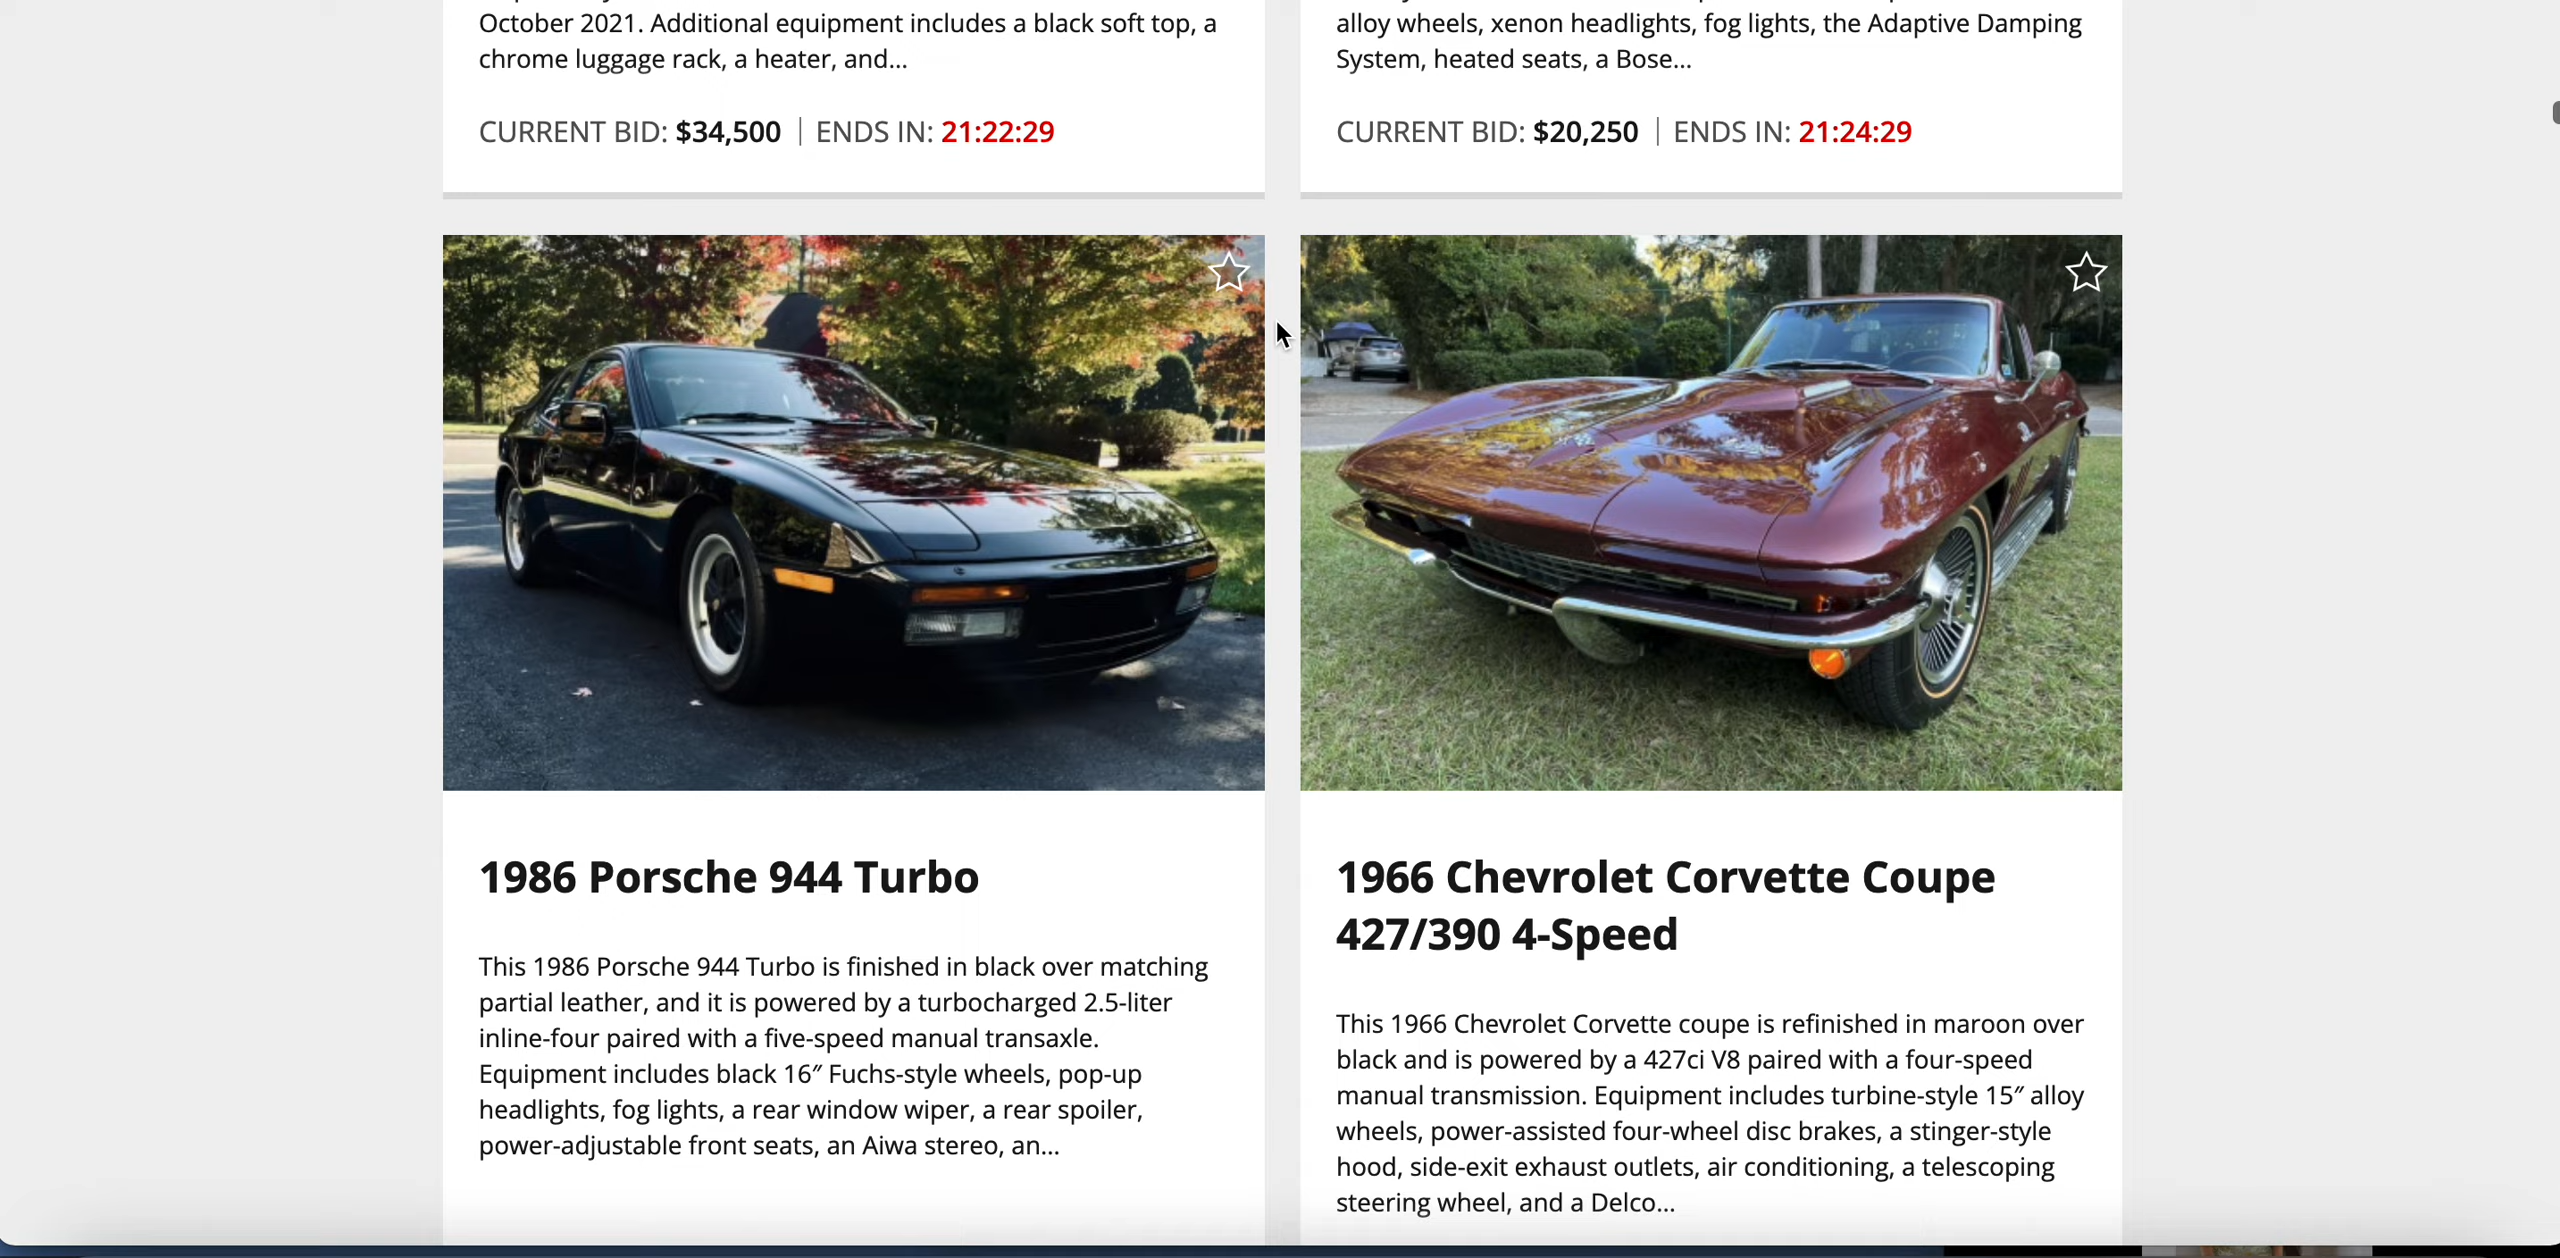 October 2021. Additional equipment includes a black soft top, a
chrome luggage rack, a heater, and...
CURRENT BID: $34,500 | ENDS IN: 21:22:29
alloy wheels, xenon headlights, fog lights, the Adaptive Damping
System, heated seats, a Bose...
CURRENT BID: $20,250 | ENDS IN: 21:24:29
1986 Porsche 944 Turbo
This 1986 Porsche 944 Turbo is finished in black over matching
partial leather, and it is powered by a turbocharged 2.5-liter
inline-four paired with a five-speed manual transaxle.
Equipment includes black 16″ Fuchs-style wheels, pop-up
headlights, fog lights, a rear window wiper, a rear spoiler,
power-adjustable front seats, an Aiwa stereo, an...
1966 Chevrolet Corvette Coupe
427/390 4-Speed
This 1966 Chevrolet Corvette coupe is refinished in maroon over
black and is powered by a 427ci V8 paired with a four-speed
manual transmission. Equipment includes turbine-style 15″ alloy
wheels, power-assisted four-wheel disc brakes, a stinger-style
hood, side-exit exhaust outlets, air conditioning, a telescoping
steering wheel, and a Delco...